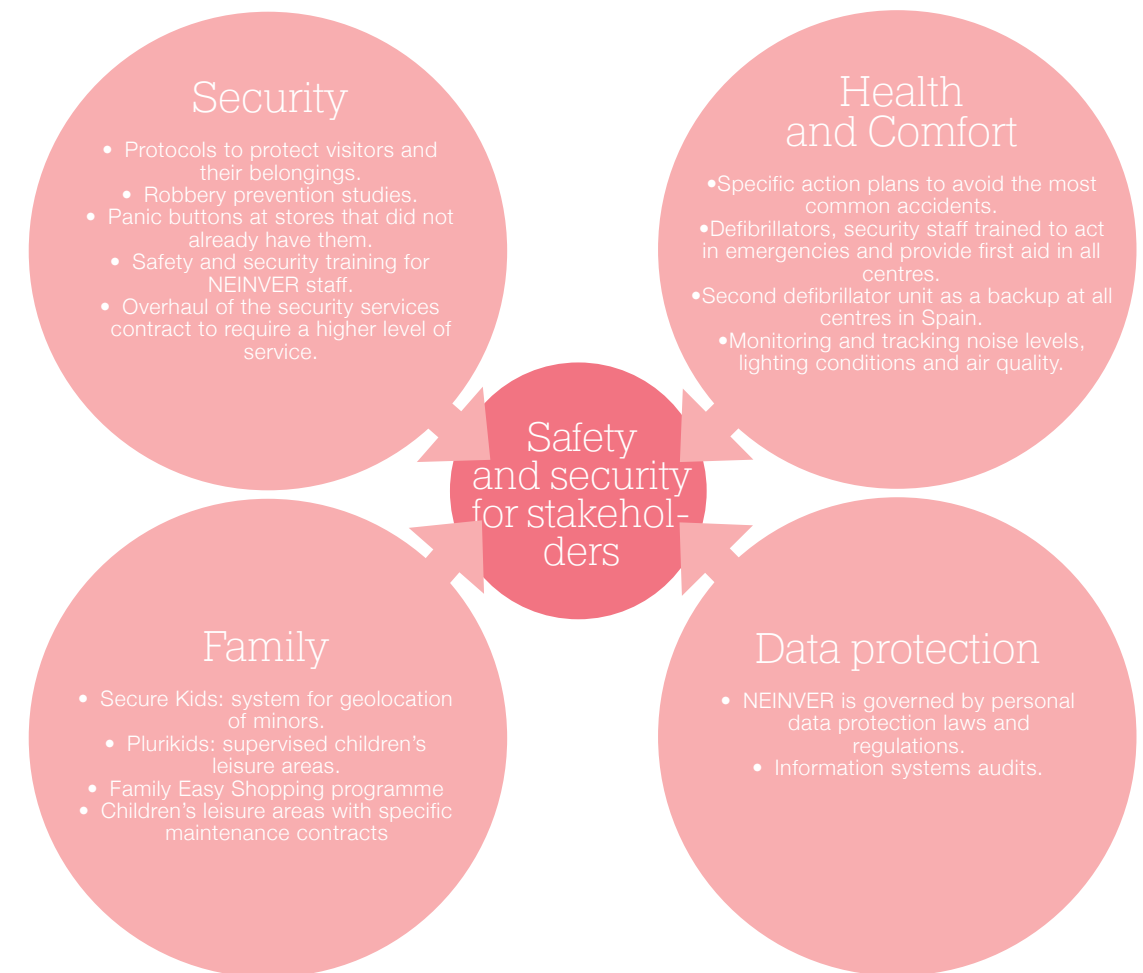 Security
• Protocols to protect visitors and
their belongings.
• Robbery prevention studies.
• Panic buttons at stores that did not
already have them.
• Safety and security training for
NEINVER staff.
• Overhaul of the security services
contract to require a higher level of
service.
Health
and Comfort
•Specific action plans to avoid the most
common accidents.
•Defibrillators, security staff trained to act
in emergencies and provide first aid in all
centres.
•Second defibrillator unit as a backup at all
centres in Spain.
•Monitoring and tracking noise levels,
lighting conditions and air quality.
Safety
and security
for stakehol-
ders
Family
• Secure Kids: system for geolocation
of minors.
• Plurikids: supervised children's
leisure areas.
• Family Easy Shopping programme
• Children's leisure areas with specific
maintenance contracts
Data protection
• NEINVER is governed by personal
data protection laws and
regulations.
• Information systems audits.